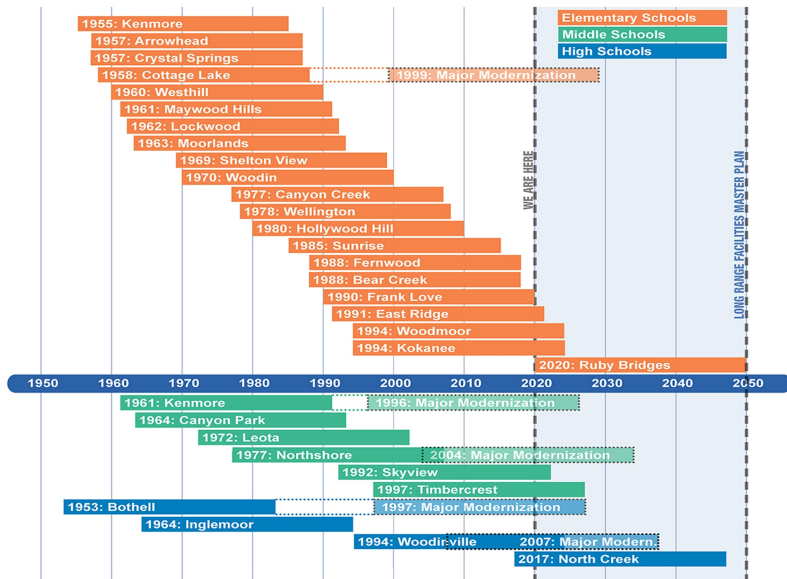 1955: Kenmore
Elementary Schools
1957: Arrowhead
Middle Schools
1957: Crystal Springs
High Schools
1958: Cottage Lake
1999: Major Modernization
1960: Westhill
1961: Maywood Hills
1962: Lockwood
1963: Moorlands
1969: Shelton View
1970: Woodin
1977: Canyon Creek
1978: Wellington
1980: Hollywood Hill
1985: Sunrise
1988: Fernwood
1988: Bear Creek
1990: Frank Love
1991: East Ridge
1994: Woodmoor
1994: Kokanee
2020: Ruby Bridges
WE ARE HERE
LONG RANGE FACILITIES MASTER PLAN
1950 1960 1970 1980 1990 2000 2010 2020 2030 2040 2050
1961: Kenmore
1996: Major Modernization
1964: Canyon Park
1972: Leota
1977: Northshore
2004: Major Modernization
1992: Skyview
1997: Timbercrest
1953: Bothell
1997: Major Modernization
1964: Inglemoor
1994: Woodinville
2007: Major Modern.
2017: North Creek